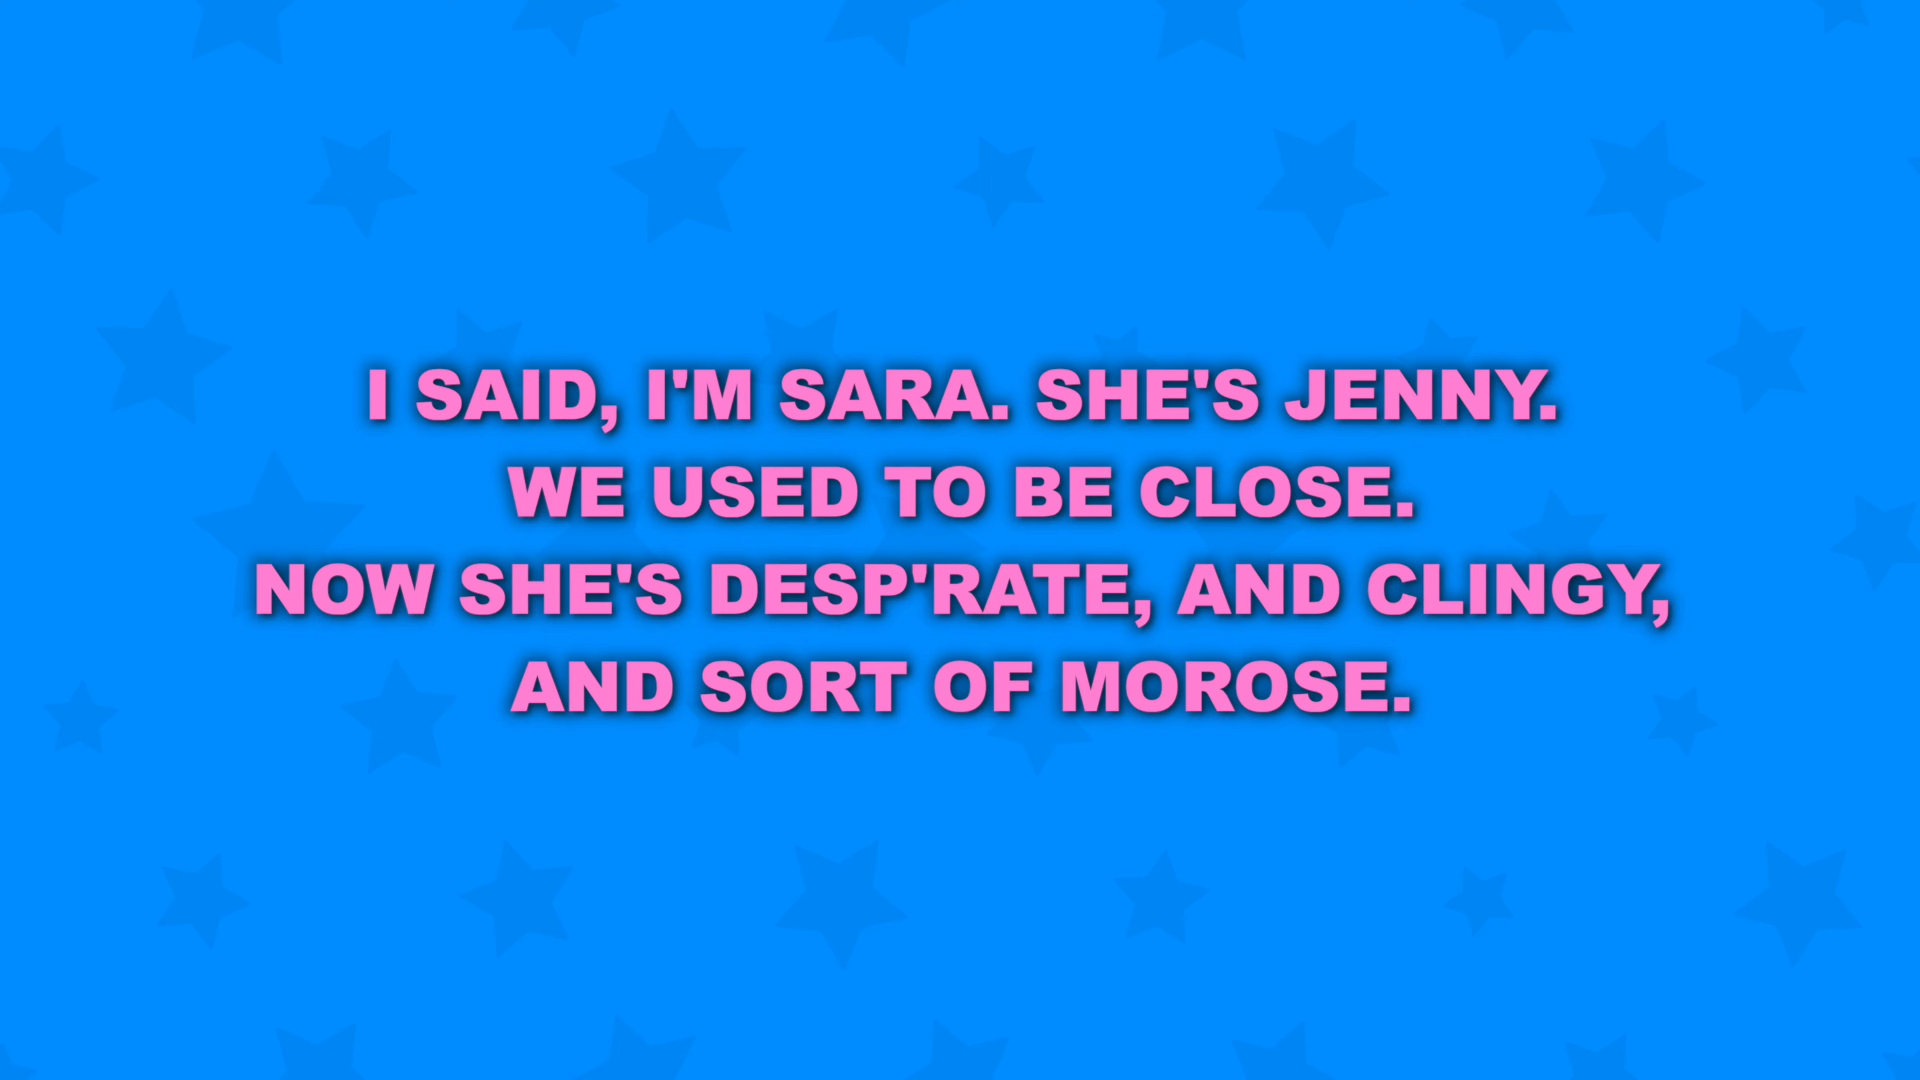 I SAID, I'M SARA. SHE'S JENNY.
WE USED TO BE CLOSE.
NOW SHE'S DESP'RATE, AND CLINGY,
AND SORT OF MOROSE.